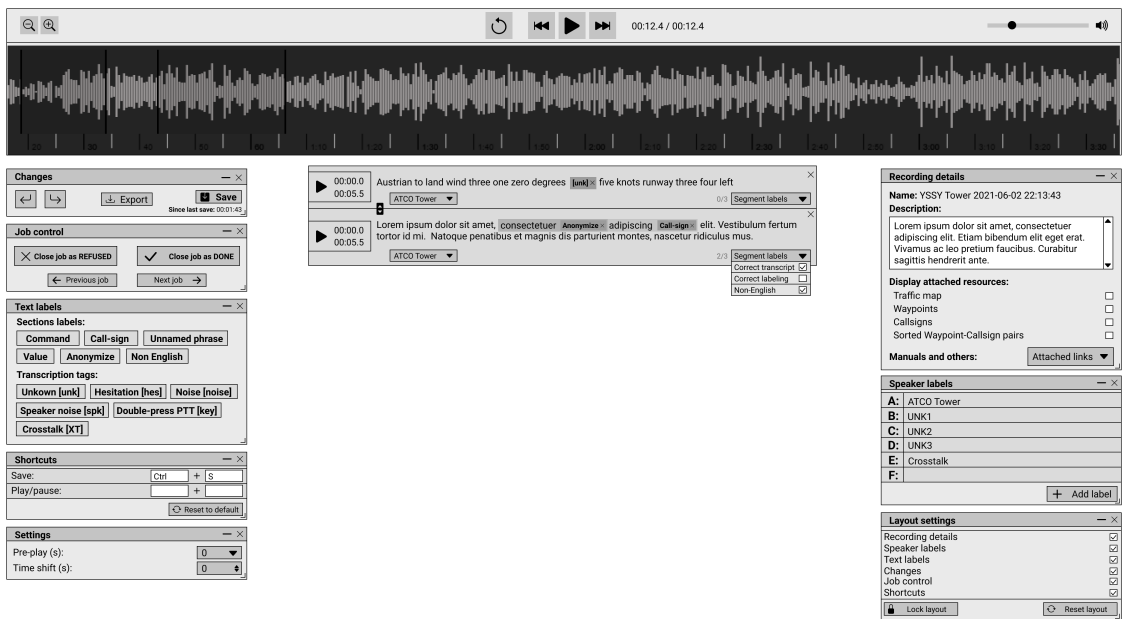 00:12.4 / 00:12.4
20 30 40 50 60 1:10 1:20 1:30 1:40 1:50 2:00 2:10 2:20 2:30 2:40 2:50 3:00 3:10 3:20 3:30
Changes
Export
Save
Since last save: 00:01:43
Job control
Close job as REFUSED
Close job as DONE
Previous job
Next job
Text labels
Sections labels:
Command Call-sign Unnamed phrase
Value Anonymize Non English
Transcription tags:
Unkown [unk] Hesitation [hes] Noise [noise]
Speaker noise [spk] Double-press PTT [key]
Crosstalk [XT]
Shortcuts
Save: Ctrl + S
Play/pause: +
Reset to default
Settings
Pre-play (s): 0
Time shift (s): 0
00:00.0
00:05.5
Austrian to land wind three one zero degrees [unk]× five knots runway three four left
ATCO Tower
0/3 Segment labels
00:00.0
00:05.5
Lorem ipsum dolor sit amet, consectetuer Anonymize× adipiscing Call-sign× elit. Vestibulum fertum
tortor id mi. Natoque penatibus et magnis dis parturient montes, nascetur ridiculus mus.
ATCO Tower
2/3 Segment labels
Correct transcript
Correct labeling
Non-English
Recording details
Name: YSSY Tower 2021-06-02 22:13:43
Description:
Lorem ipsum dolor sit amet, consectetuer
adipiscing elit. Etiam bibendum elit eget erat.
Vivamus ac leo pretium faucibus. Curabitur
sagittis hendrerit ante.
Display attached resources:
Traffic map
Waypoints
Callsigns
Sorted Waypoint-Callsign pairs
Manuals and others: Attached links
Speaker labels
A: ATCO Tower
B: UNK1
C: UNK2
D: UNK3
E: Crosstalk
F:
+ Add label
Layout settings
Recording details
Speaker labels
Text labels
Changes
Job control
Shortcuts
Lock layout
Reset layout